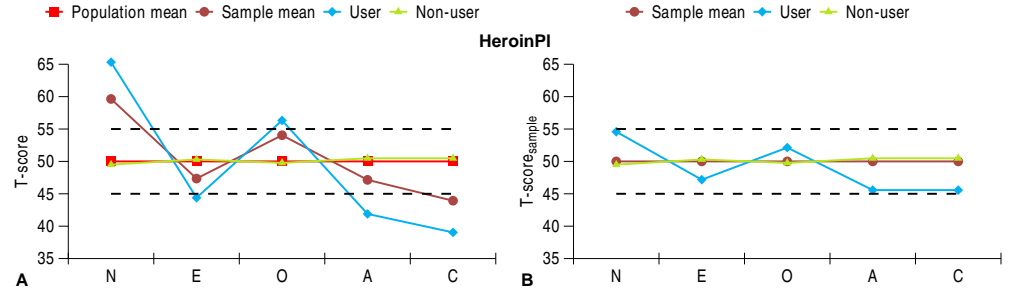 Population mean Sample mean User Non-user
Sample mean User Non-user
HeroinPI
T-score
65
60
55
50
45
40
35
N E O A C
A
T-scoresample
65
60
55
50
45
40
35
N E O A C
B